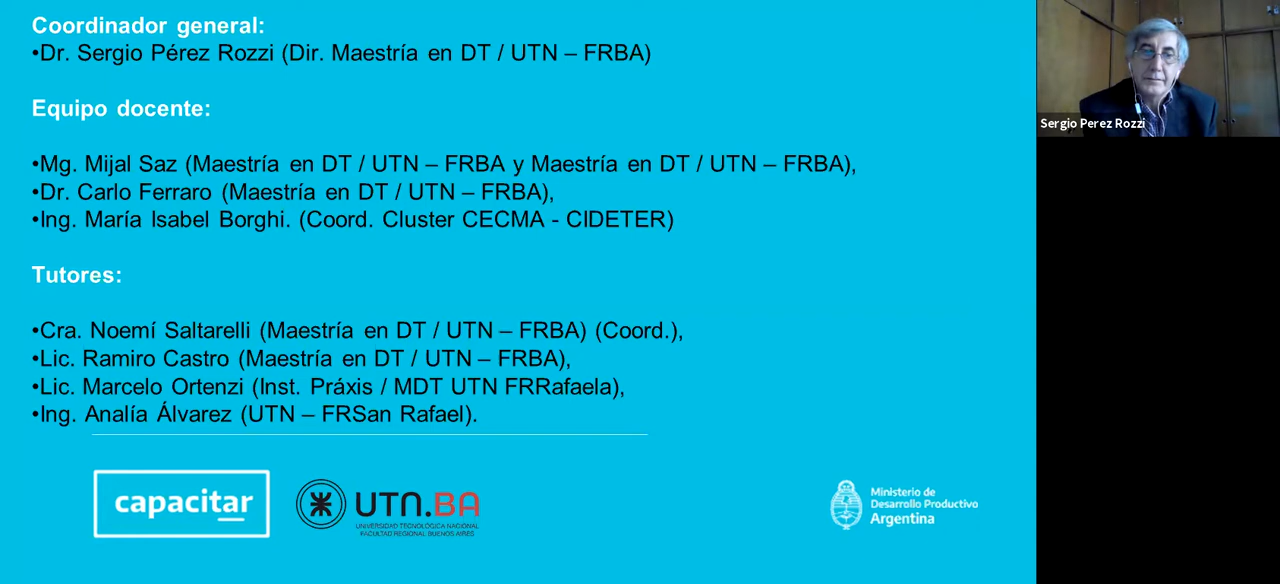 Coordinador general:
•Dr. Sergio Pérez Rozzi (Dir. Maestría en DT / UTN – FRBA)
Equipo docente:
•Mg. Mijal Saz (Maestría en DT / UTN – FRBA y Maestría en DT / UTN – FRBA),
•Dr. Carlo Ferraro (Maestría en DT / UTN – FRBA),
•Ing. María Isabel Borghi. (Coord. Cluster CECMA - CIDETER)
Tutores:
•Cra. Noemí Saltarelli (Maestría en DT / UTN – FRBA) (Coord.),
•Lic. Ramiro Castro (Maestría en DT / UTN – FRBA),
•Lic. Marcelo Ortenzi (Inst. Práxis / MDT UTN FRRafaela),
•Ing. Analía Álvarez (UTN – FRSan Rafael).
capacitar
UTN.BA
UNIVERSIDAD TECNOLÓGICA NACIONAL
FACULTAD REGIONAL BUENOS AIRES
Ministerio de
Desarrollo Productivo
Argentina
Sergio Perez Rozzi